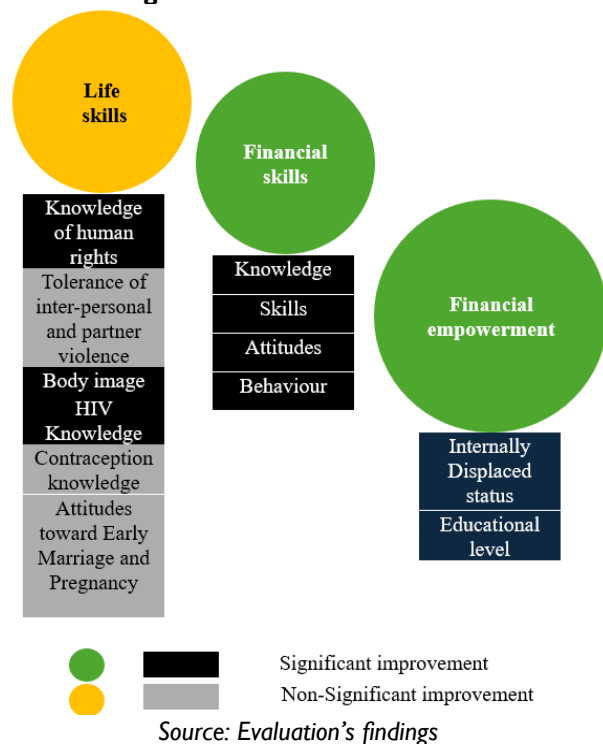 Life
skills
Knowledge
of human
rights
Tolerance of
inter-personal
and partner
violence
Body image
HIV
Knowledge
Contraception
knowledge
Attitudes
toward Early
Marriage and
Pregnancy
Financial
skills
Knowledge
Skills
Attitudes
Behaviour
Financial
empowerment
Internally
Displaced
status
Educational
level
Significant improvement
Non-Significant improvement
Source: Evaluation's findings